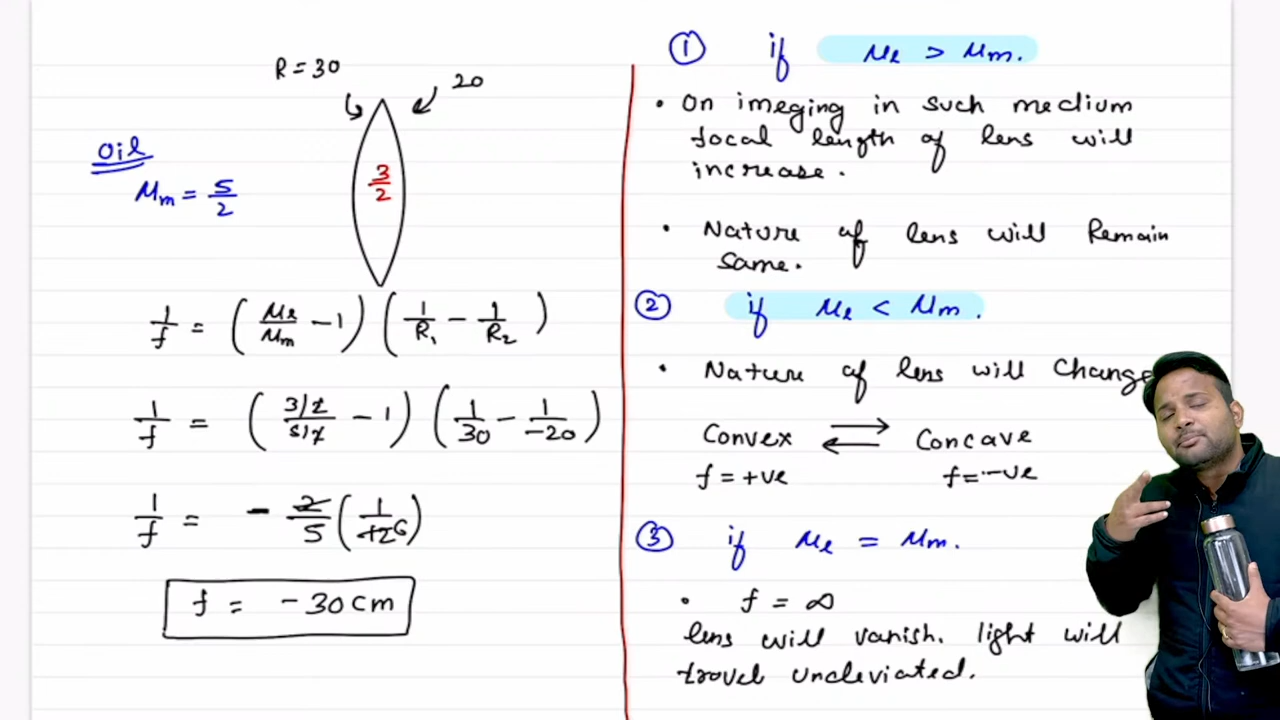 R = 30
20
Oil
μm = 5/2
3/2
1/f = (μl/μm − 1) (1/R1 − 1/R2)
1/f = (3/2/5/2 − 1) (1/30 − 1/−20)
1/f = - 2/5 (1/12 6)
f = − 30 cm
① if μl > μm.
• On imeging in such medium
focal length of lens will
increase.
• Nature of lens will Remain
same.
② if μl < μm.
• Nature of lens will Change
Convex ⇄ Concave
f = +ve f = −ve
③ if μl = μm.
• f = ∞
lens will vanish. light will
travel undeviated.